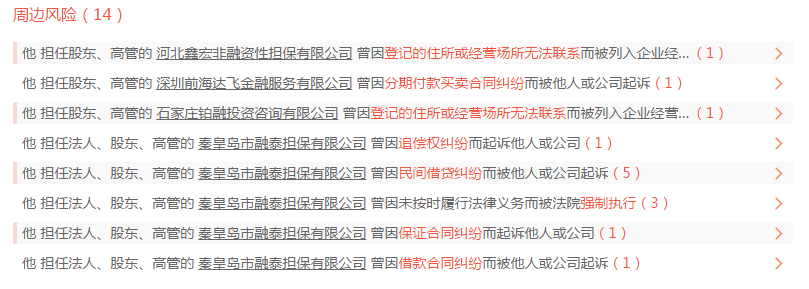 周边风险（14）
他 担任股东、高管的 河北鑫宏非融资性担保有限公司 曾因登记的住所或经营场所无法联系而被列入企业经...（1）
他 担任股东、高管的 深圳前海达飞金融服务有限公司 曾因分期付款买卖合同纠纷而被他人或公司起诉（1）
他 担任股东、高管的 石家庄铂融投资咨询有限公司 曾因登记的住所或经营场所无法联系而被列入企业经营...（1）
他 担任法人、股东、高管的 秦皇岛市融泰担保有限公司 曾因追偿权纠纷而起诉他人或公司（1）
他 担任法人、股东、高管的 秦皇岛市融泰担保有限公司 曾因民间借贷纠纷而被他人或公司起诉（5）
他 担任法人、股东、高管的 秦皇岛市融泰担保有限公司 曾因未按时履行法律义务而被法院强制执行（3）
他 担任法人、股东、高管的 秦皇岛市融泰担保有限公司 曾因保证合同纠纷而起诉他人或公司（1）
他 担任法人、股东、高管的 秦皇岛市融泰担保有限公司 曾因借款合同纠纷而被他人或公司起诉（1）